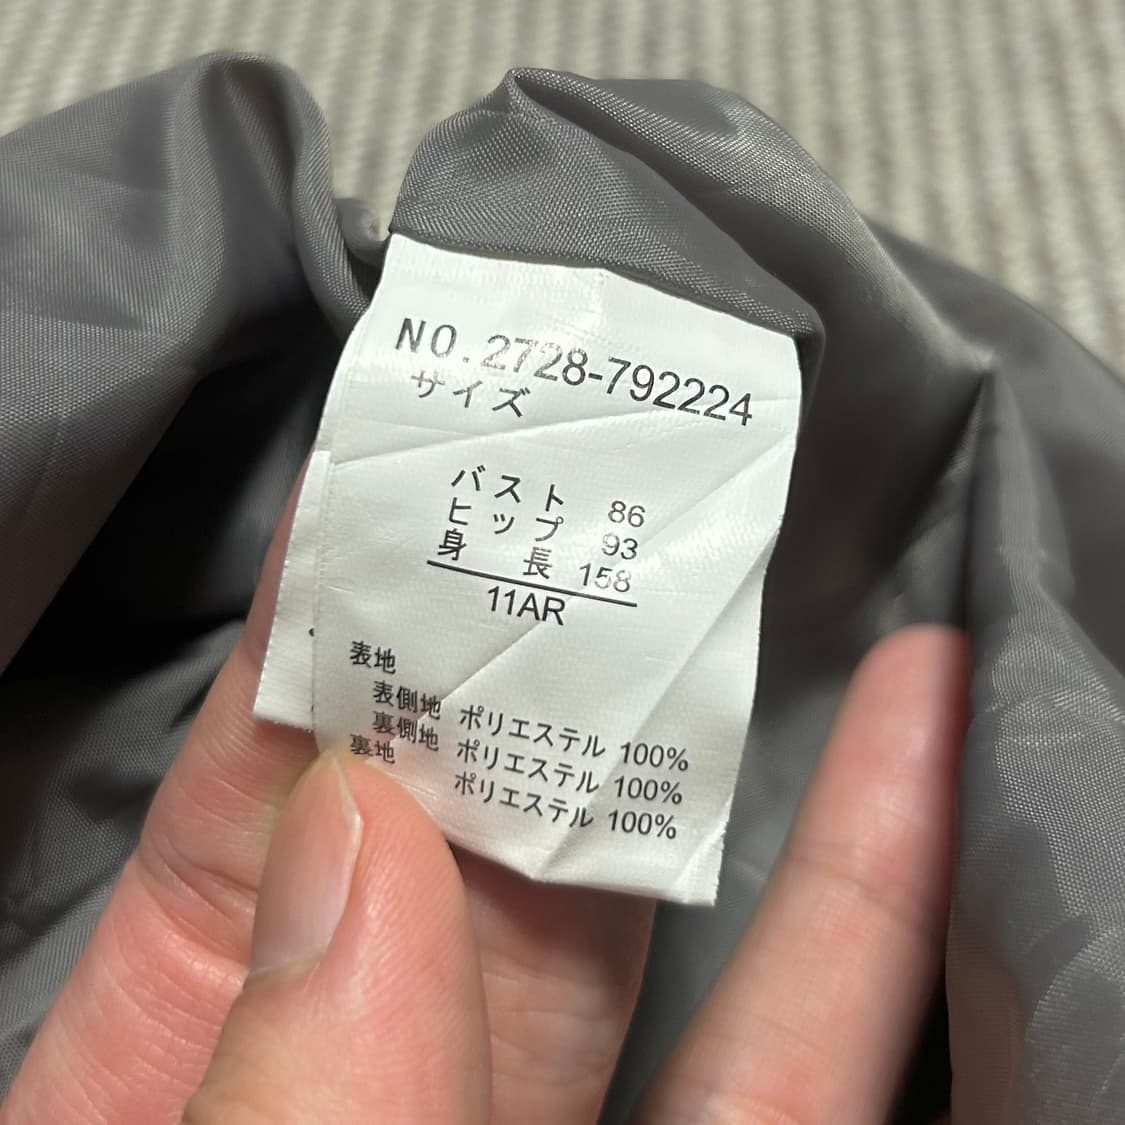 NO.2728-792224
サイズ
バスト 86
ヒップ 93
身長 158
11AR
表地
表側地 ポリエステル 100%
裏側地 ポリエステル 100%
裏地
ポリエステル 100%